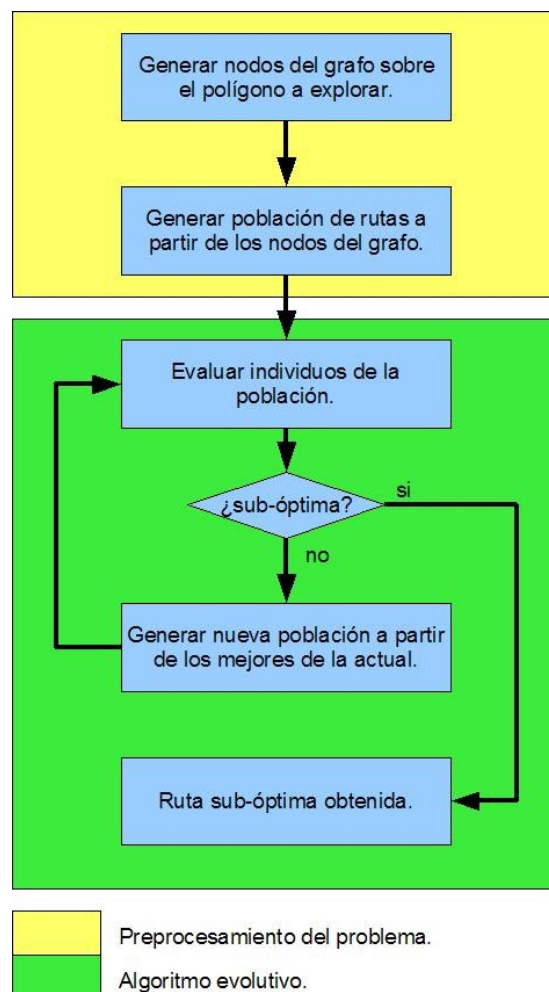 Generar nodos del grafo sobre
el polígono a explorar.
Generar población de rutas a
partir de los nodos del grafo.
Evaluar individuos de la
población.
¿sub-óptima?
si
no
Generar nueva población a partir
de los mejores de la actual.
Ruta sub-óptima obtenida.
Preprocesamiento del problema.
Algoritmo evolutivo.